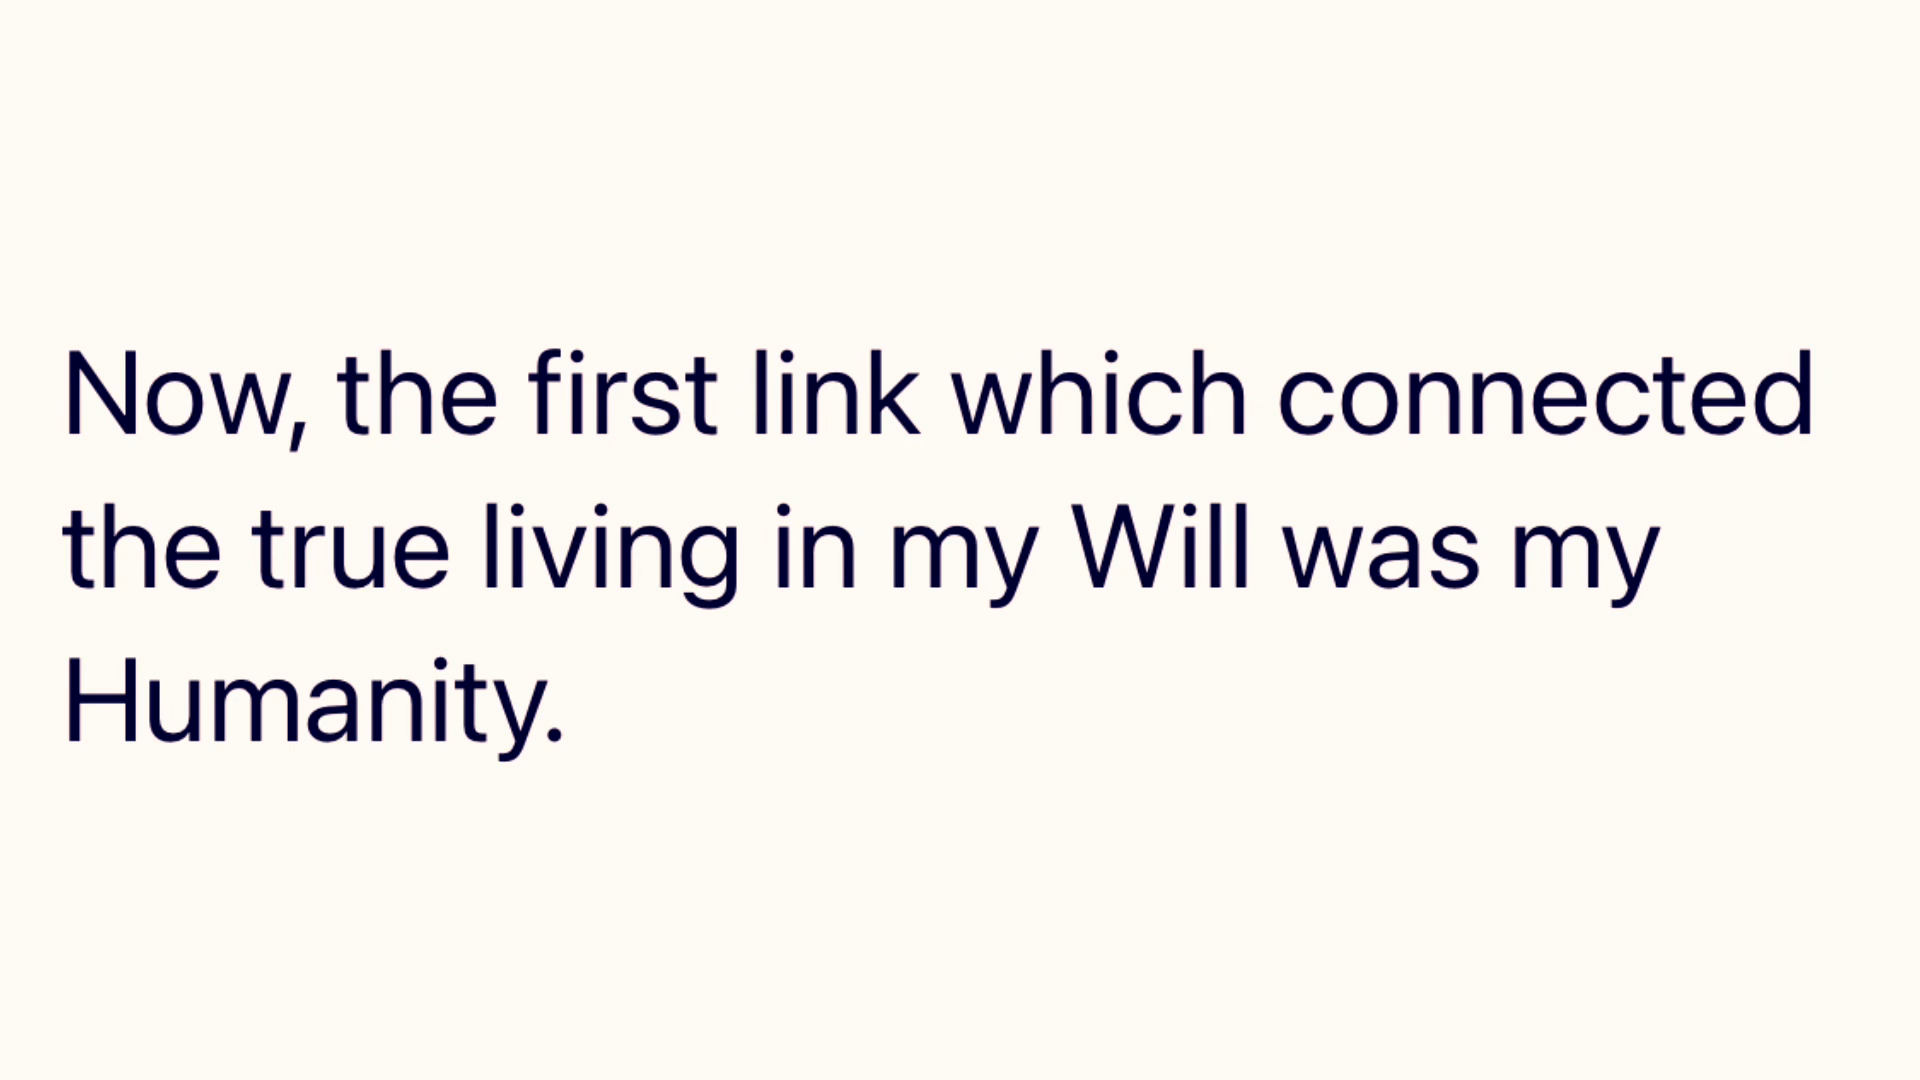 Now, the first link which connected
the true living in my Will was my
Humanity.